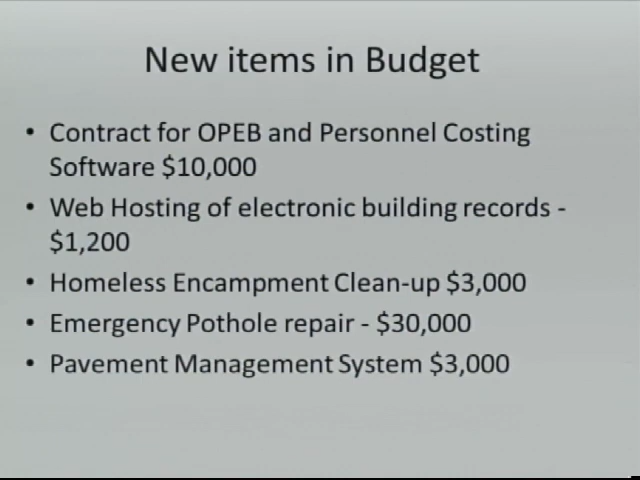 New items in Budget
• Contract for OPEB and Personnel Costing
Software $10,000
• Web Hosting of electronic building records -
$1,200
• Homeless Encampment Clean-up $3,000
• Emergency Pothole repair - $30,000
• Pavement Management System $3,000